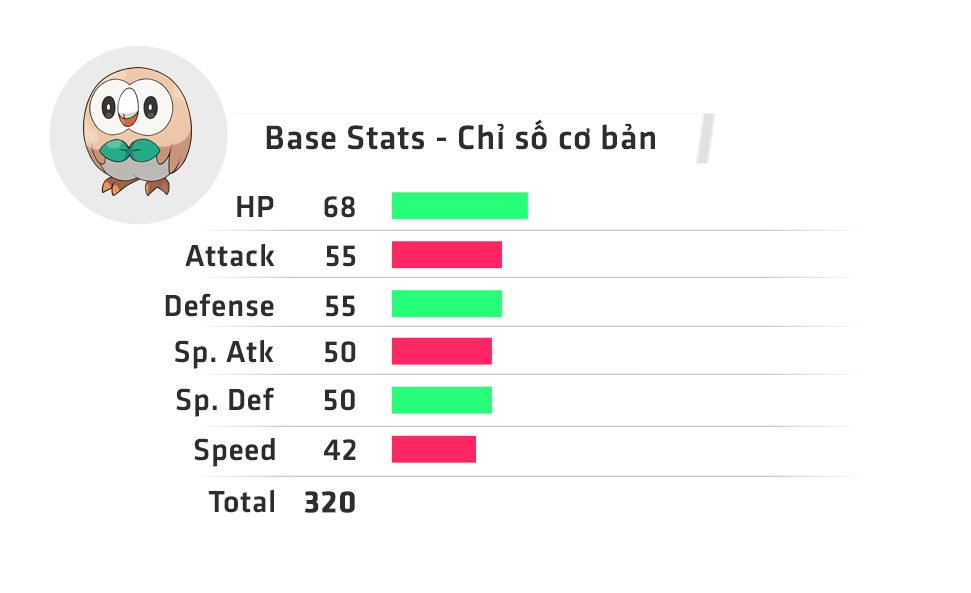 Base Stats - Chỉ số cơ bản
HP 68
Attack 55
Defense 55
Sp. Atk 50
Sp. Def 50
Speed 42
Total 320